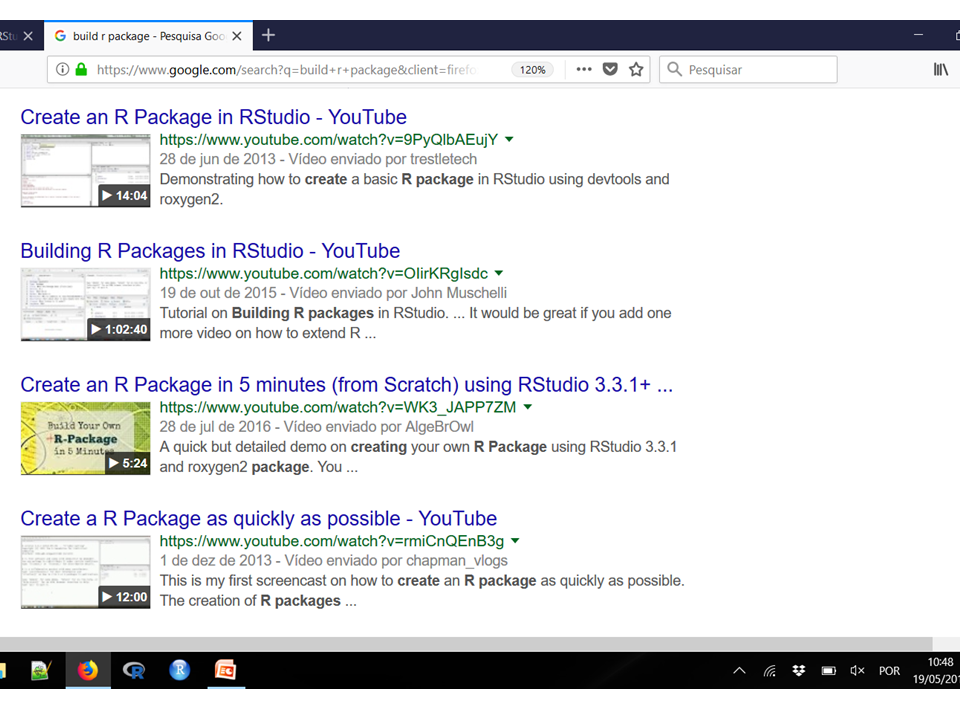 RStu
build r package - Pesquisa Goo
https://www.google.com/search?q=build+r+package&client=firefo
120%
Pesquisar
Create an R Package in RStudio - YouTube
https://www.youtube.com/watch?v=9PyQlbAEujY
28 de jun de 2013 - Vídeo enviado por trestletech
Demonstrating how to create a basic R package in RStudio using devtools and
roxygen2.
14:04
Building R Packages in RStudio - YouTube
https://www.youtube.com/watch?v=OIirKRgIsdc
19 de out de 2015 - Vídeo enviado por John Muschelli
Tutorial on Building R packages in RStudio. ... It would be great if you add one
more video on how to extend R ...
1:02:40
Create an R Package in 5 minutes (from Scratch) using RStudio 3.3.1+ ...
https://www.youtube.com/watch?v=WK3_JAPP7ZM
28 de jul de 2016 - Vídeo enviado por AlgeBrOwl
A quick but detailed demo on creating your own R Package using RStudio 3.3.1
and roxygen2 package. You ...
Build Your Own
+R-Package
in 5 Minutes
5:24
Create a R Package as quickly as possible - YouTube
https://www.youtube.com/watch?v=rmiCnQEnB3g
1 de dez de 2013 - Vídeo enviado por chapman_vlogs
This is my first screencast on how to create an R package as quickly as possible.
The creation of R packages ...
12:00
POR
10:48
19/05/201